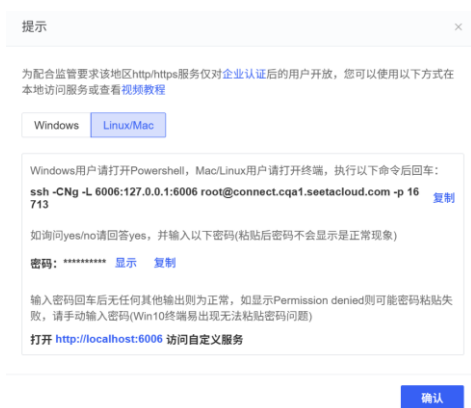 提示
×
为配合监管要求该地区http/https服务仅对企业认证后的用户开放，您可以使用以下方式在
本地访问服务或查看视频教程
Windows Linux/Mac
Windows用户请打开Powershell，Mac/Linux用户请打开终端，执行以下命令后回车：
ssh -CNg -L 6006:127.0.0.1:6006 root@connect.cqa1.seetacloud.com -p 16
713
复制
如询问yes/no请回答yes，并输入以下密码(粘贴后密码不会显示是正常现象)
密码：********** 显示 复制
输入密码回车后无任何其他输出则为正常，如显示Permission denied则可能密码粘贴失
败，请手动输入密码(Win10终端易出现无法粘贴密码问题)
打开 http://localhost:6006 访问自定义服务
确认